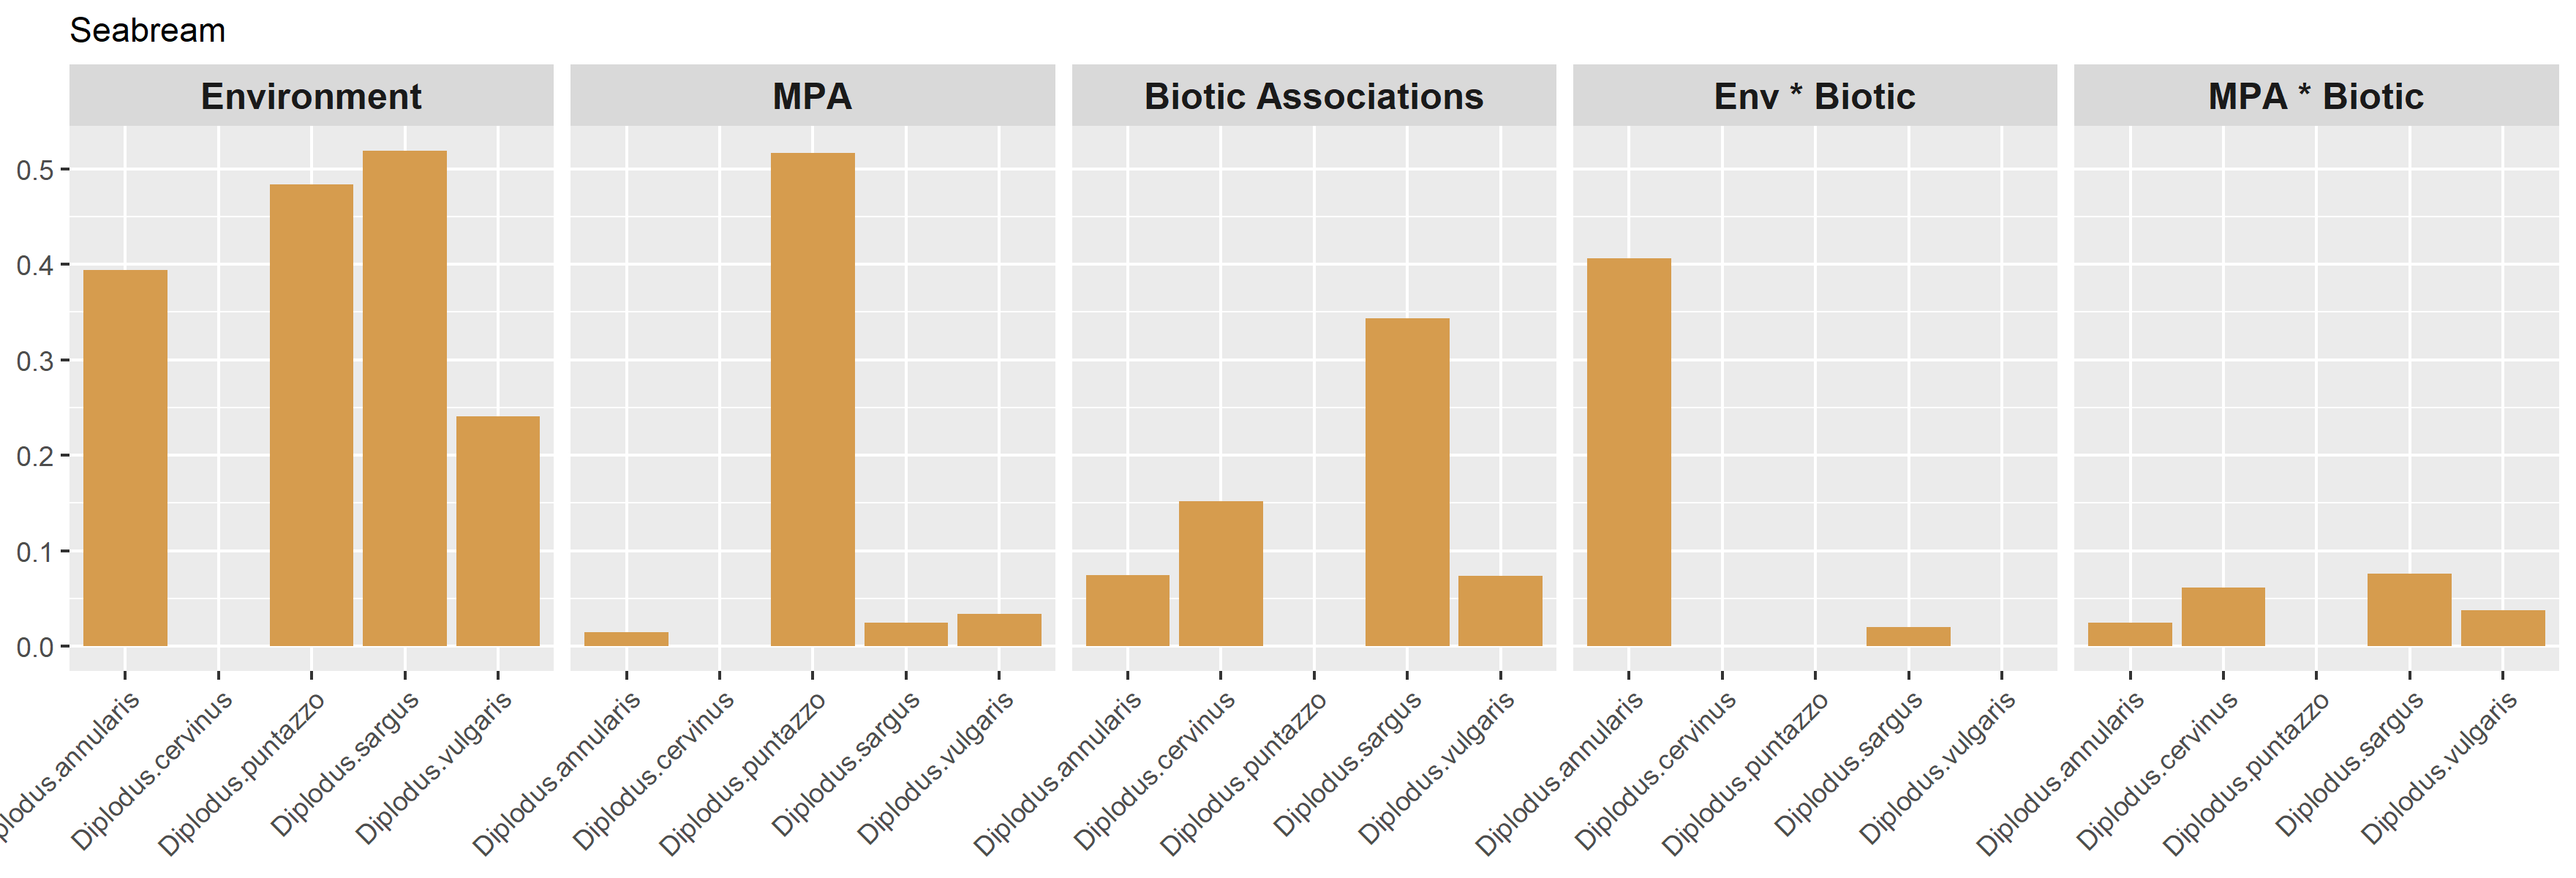 Seabream
Environment
MPA
Biotic Associations
Env * Biotic
MPA * Biotic
0.5
0.4
0.3
0.2
0.1
0.0
plodus.annularis
Diplodus.cervinus
Diplodus.puntazzo
Diplodus.sargus
Diplodus.vulgaris
Diplodus.annularis
Diplodus.cervinus
Diplodus.puntazzo
Diplodus.sargus
Diplodus.vulgaris
Diplodus.annularis
Diplodus.cervinus
Diplodus.puntazzo
Diplodus.sargus
Diplodus.vulgaris
Diplodus.annularis
Diplodus.cervinus
Diplodus.puntazzo
Diplodus.sargus
Diplodus.vulgaris
Diplodus.annularis
Diplodus.cervinus
Diplodus.puntazzo
Diplodus.sargus
Diplodus.vulgaris